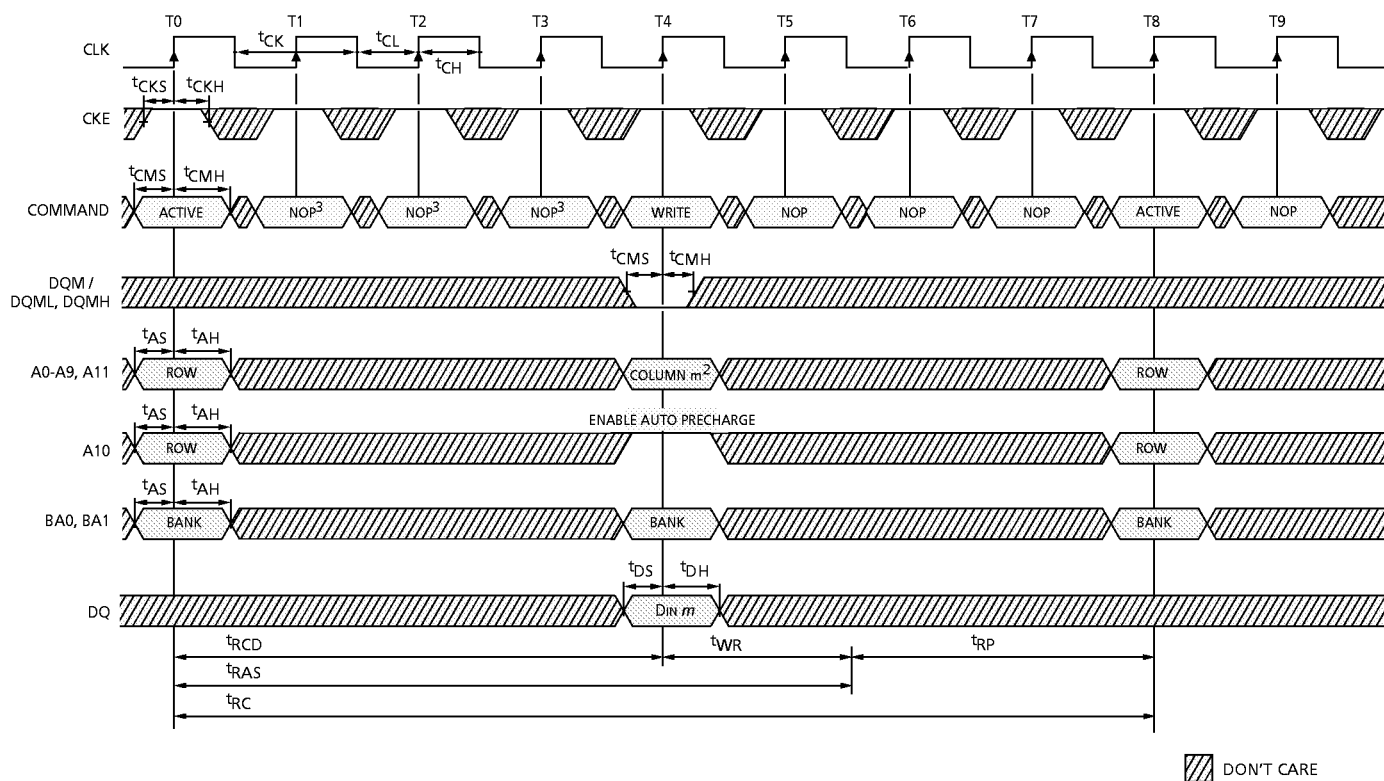 T0 T1 T2 T3 T4 T5 T6 T7 T8 T9
CLK
tCK tCL
tCH
tCKS tCKH
CKE
tCMS tCMH
COMMAND ACTIVE NOP3 NOP3 NOP3 WRITE NOP NOP NOP ACTIVE NOP
tCMS tCMH
DQM /
DQML, DQMH
tAS tAH
A0-A9, A11 ROW COLUMN m2 ROW
tAS tAH ENABLE AUTO PRECHARGE
A10 ROW ROW
tAS tAH
BA0, BA1 BANK BANK BANK
tDS tDH
DQ DIN m
tRCD tWR tRP
tRAS
tRC
DON'T CARE